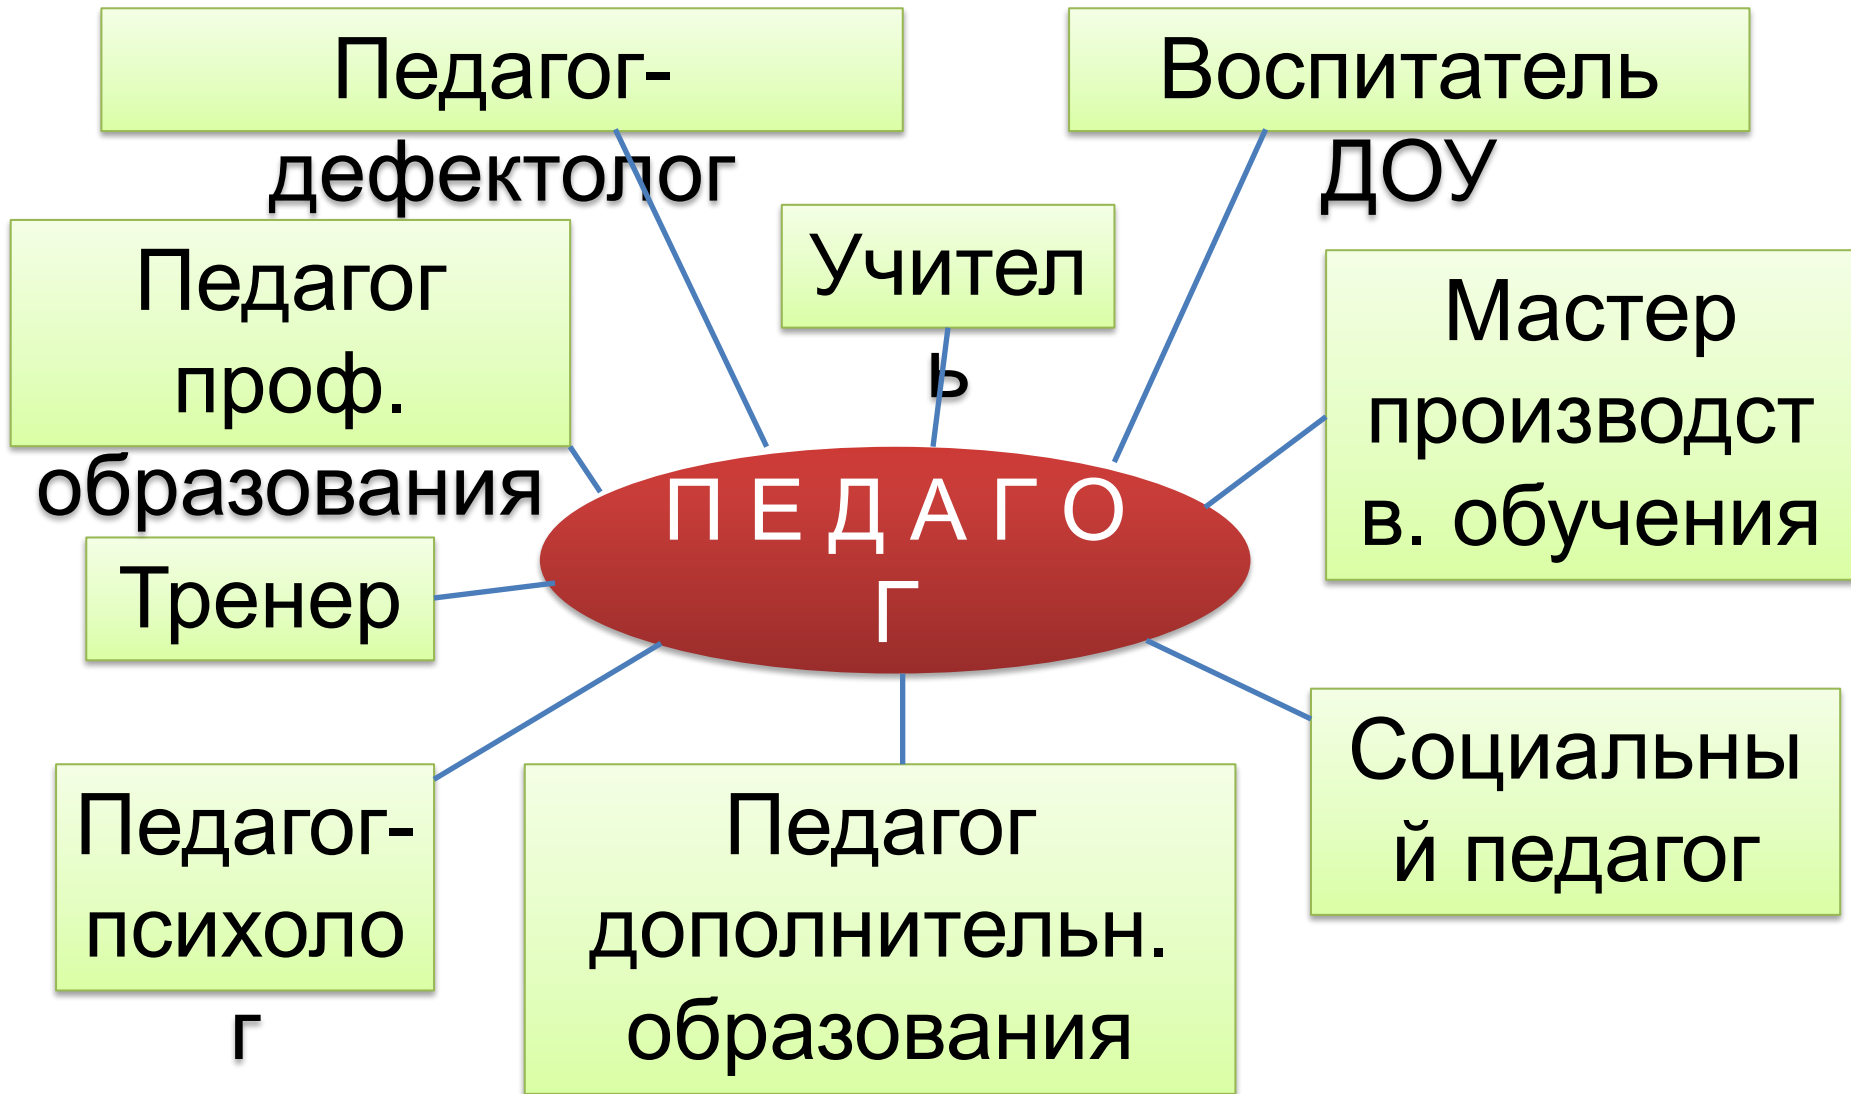 Педагог-
дефектолог
Воспитатель
ДОУ
Педагог
проф.
образования
Учител
ь
Мастер
производст
в. обучения
П Е Д А Г О
Г
Тренер
Социальны
й педагог
Педагог-
психоло
г
Педагог
дополнительн.
образования